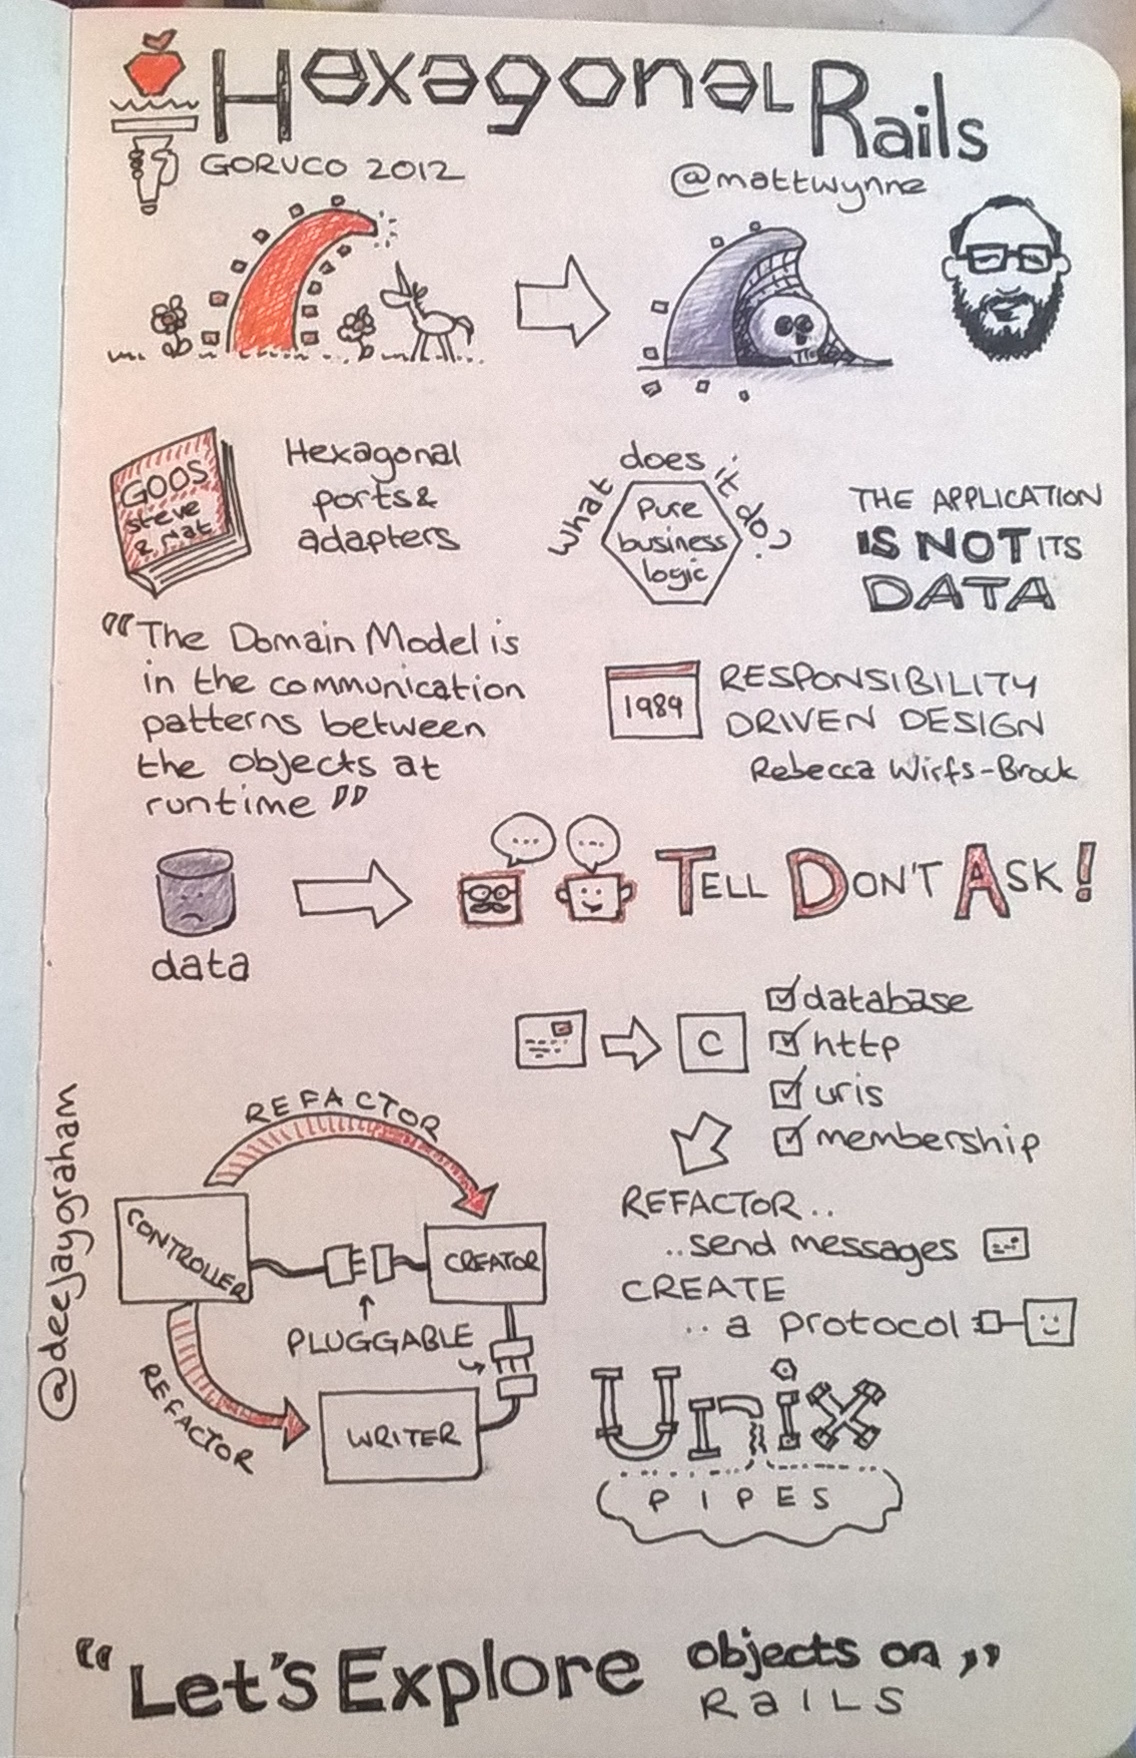 Hexagonal Rails
GORUCO 2012
@mattwynne
GOOS
steve
& Nat
Hexagonal
ports &
adapters
What does it do?
Pure
business
logic
THE APPLICATION
IS NOT ITS
DATA
"The Domain Model is
in the communication
patterns between
the objects at
runtime"
1989
RESPONSIBILITY
DRIVEN DESIGN
Rebecca Wirfs-Brock
data
...
...
TELL DON'T ASK!
C
database
http
uris
membership
REFACTOR..
..send messages
CREATE
.. a protocol
REFACTOR
CONTROLLER
CREATOR
PLUGGABLE
REFACTOR
WRITER
Unix
PIPES
@deejaygraham
"Let's Explore objects on"
RAILS